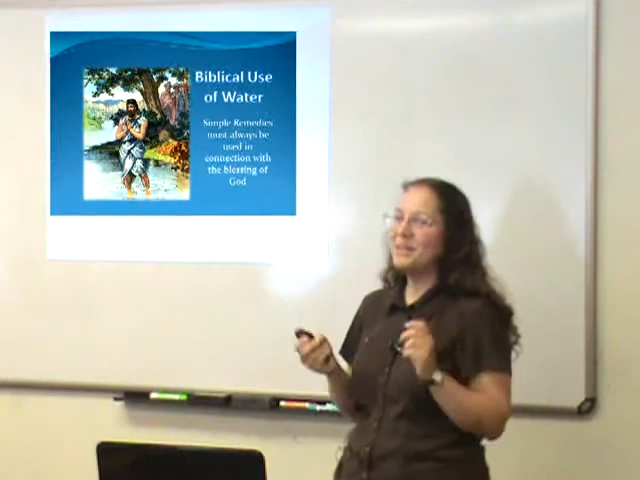 Biblical Use
of Water
Simple Remedies
must always be
used in
connection with
the blessing of
God